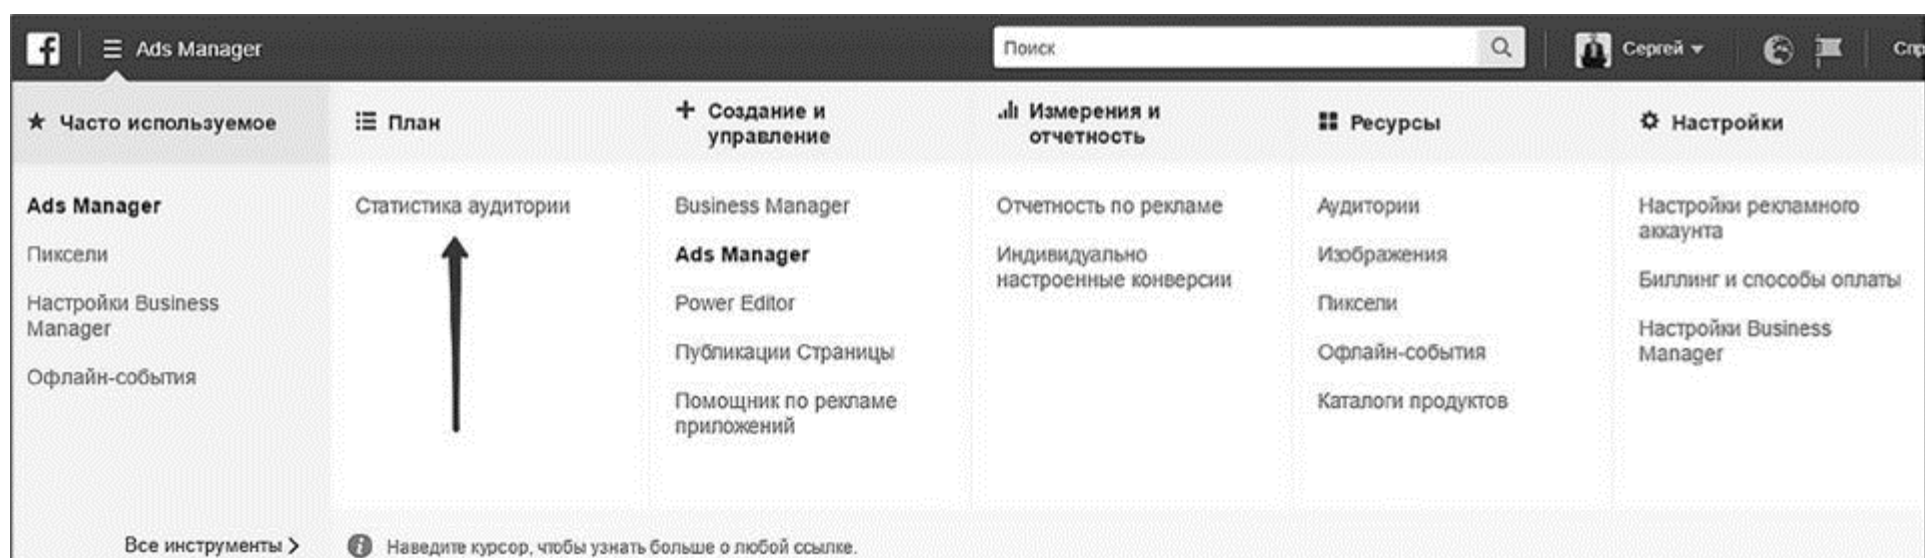 Ads Manager
Поиск
Сергей
Часто используемое
План
Создание и
управление
Измерения и
отчетность
Ресурсы
Настройки
Ads Manager
Пиксели
Настройки Business
Manager
Офлайн-события
Статистика аудитории
Business Manager
Ads Manager
Power Editor
Публикации Страницы
Помощник по рекламе
приложений
Отчетность по рекламе
Индивидуально
настроенные конверсии
Аудитории
Изображения
Пиксели
Офлайн-события
Каталоги продуктов
Настройки рекламного
аккаунта
Биллинг и способы оплаты
Настройки Business
Manager
Все инструменты
Наведите курсор, чтобы узнать больше о любой ссылке.